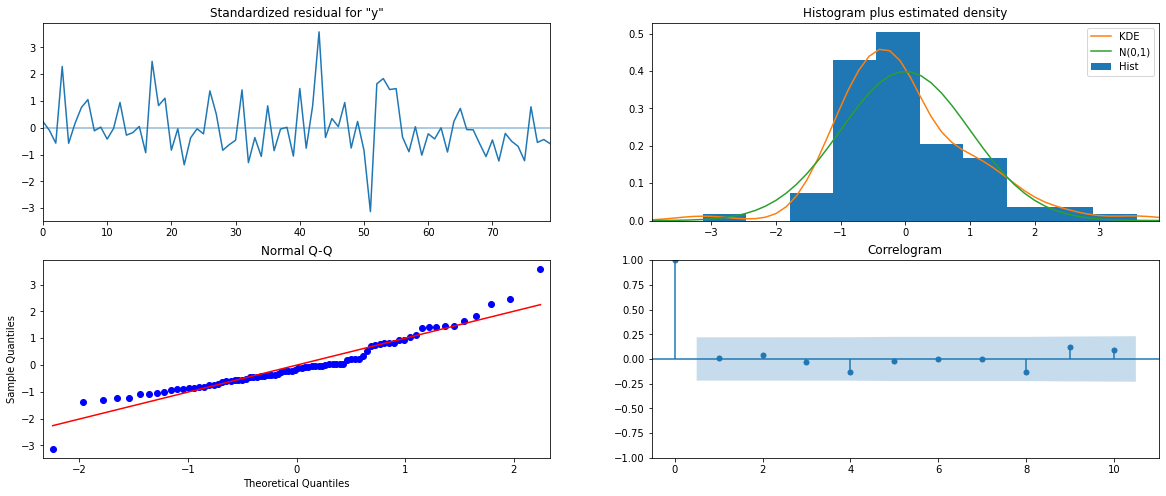 Standardized residual for "y"
3
2
1
0
−1
−2
−3
0 10 20 30 40 50 60 70
Histogram plus estimated density
KDE
N(0,1)
Hist
0.5
0.4
0.3
0.2
0.1
0.0
−3 −2 −1 0 1 2 3
Normal Q-Q
Sample Quantiles
3
2
1
0
−1
−2
−3
−2 −1 0 1 2
Theoretical Quantiles
Correlogram
1.00
0.75
0.50
0.25
0.00
−0.25
−0.50
−0.75
−1.00
0 2 4 6 8 10